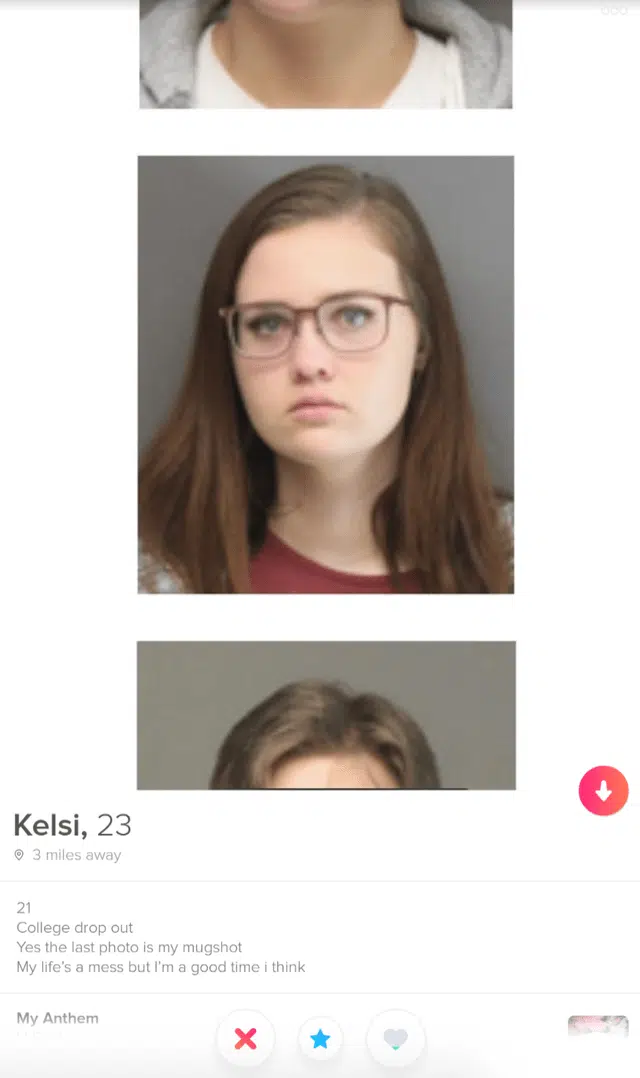 Kelsi, 23
3 miles away
21
College drop out
Yes the last photo is my mugshot
My life's a mess but I'm a good time i think
My Anthem